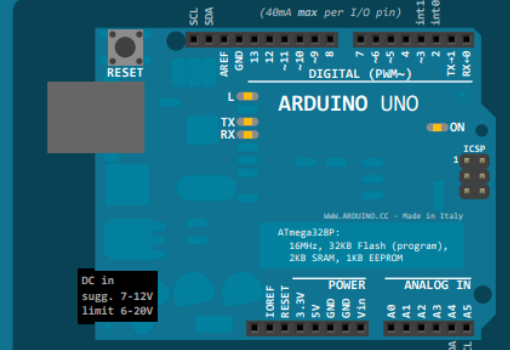 SCL
SDA
(40mA max per I/O pin)
int1
int0
RESET
AREF
GND
13
12
~11
~10
~9
8
7
~6
~5
4
~3
2
TX→1
RX←0
DIGITAL (PWM~)
L
ARDUINO UNO
TX
RX
ON
ICSP
1
WWW.ARDUINO.CC - Made in Italy
ATmega328P:
16MHz, 32KB Flash (program),
2KB SRAM, 1KB EEPROM
DC in
sugg. 7-12V
limit 6-20V
POWER
ANALOG IN
IOREF
RESET
3.3V
5V
GND
GND
Vin
A0
A1
A2
A3
A4
A5